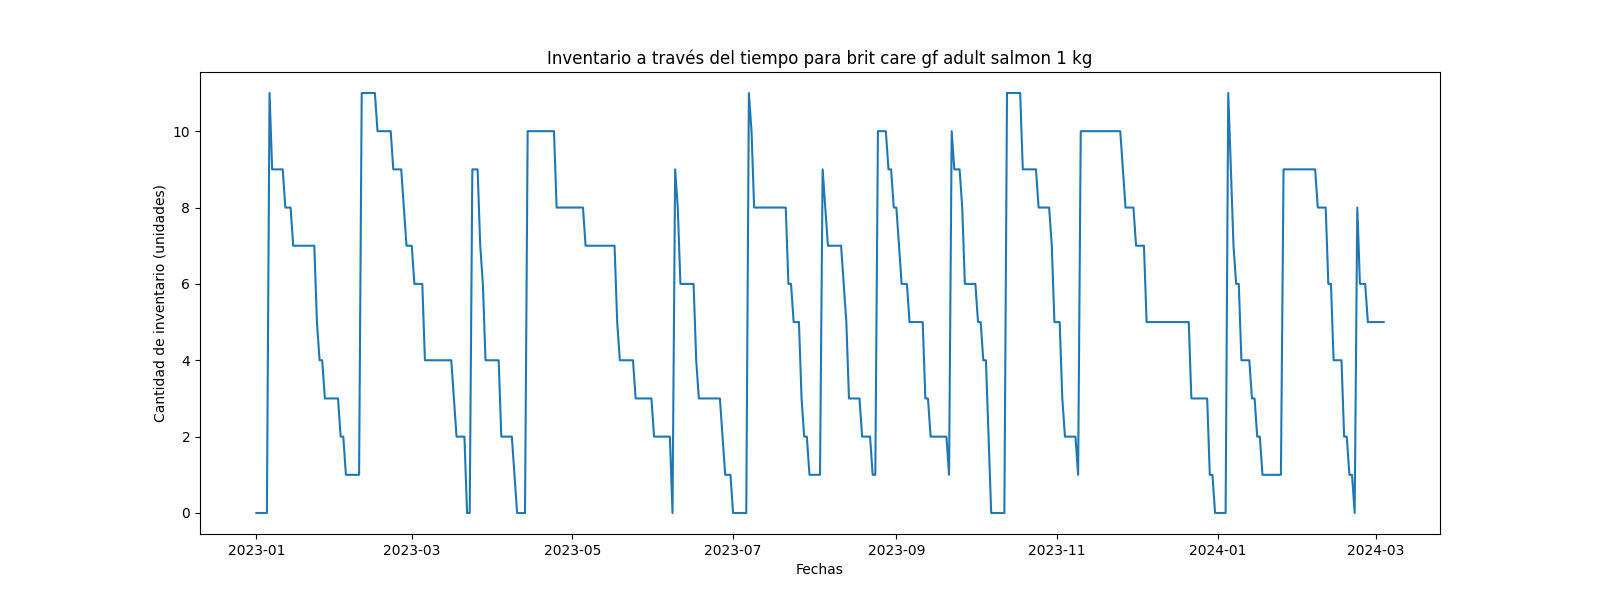 Inventario a través del tiempo para brit care gf adult salmon 1 kg
Cantidad de inventario (unidades)
10
8
6
4
2
0
2023-01 2023-03 2023-05 2023-07 2023-09 2023-11 2024-01 2024-03
Fechas